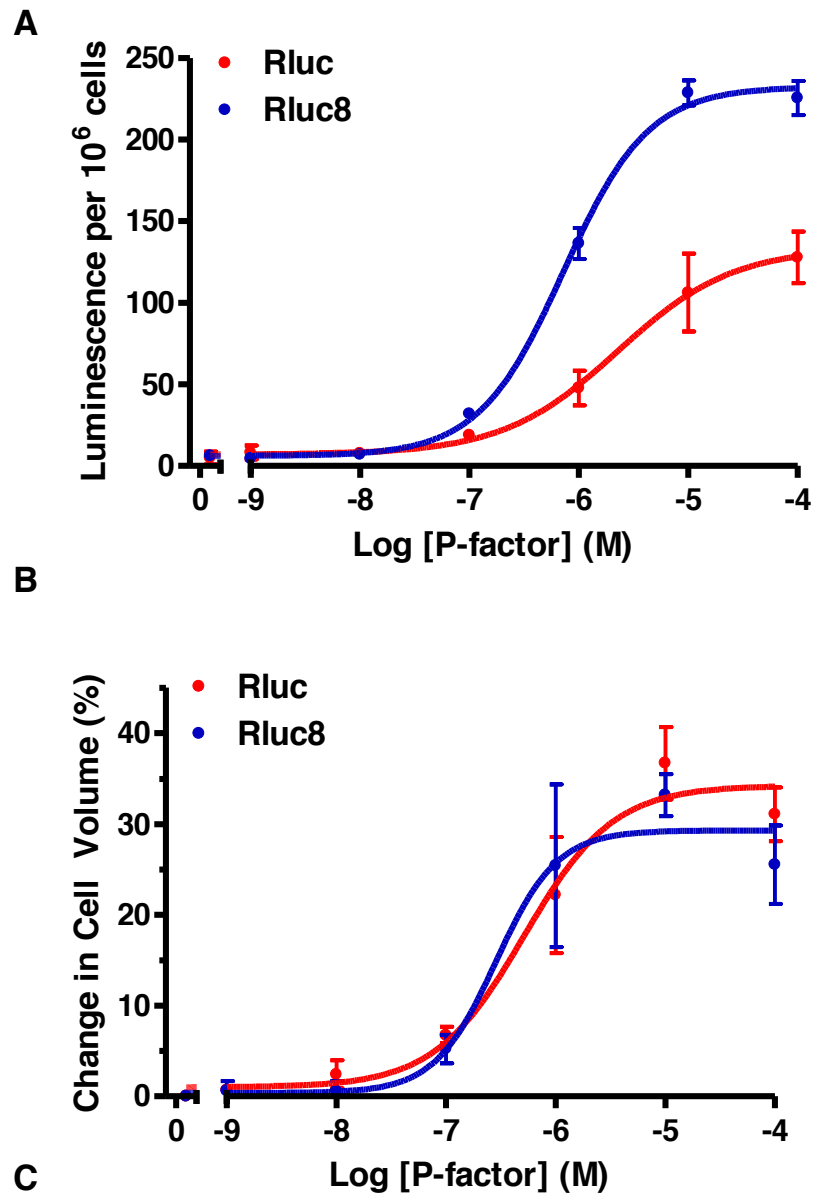 A
Rluc
Rluc8
Luminescence per 10⁶ cells
250
200
150
100
50
0
0 -9 -8 -7 -6 -5 -4
Log [P-factor] (M)
B
Rluc
Rluc8
Change in Cell Volume (%)
40
30
20
10
0
0 -9 -8 -7 -6 -5 -4
Log [P-factor] (M)
C